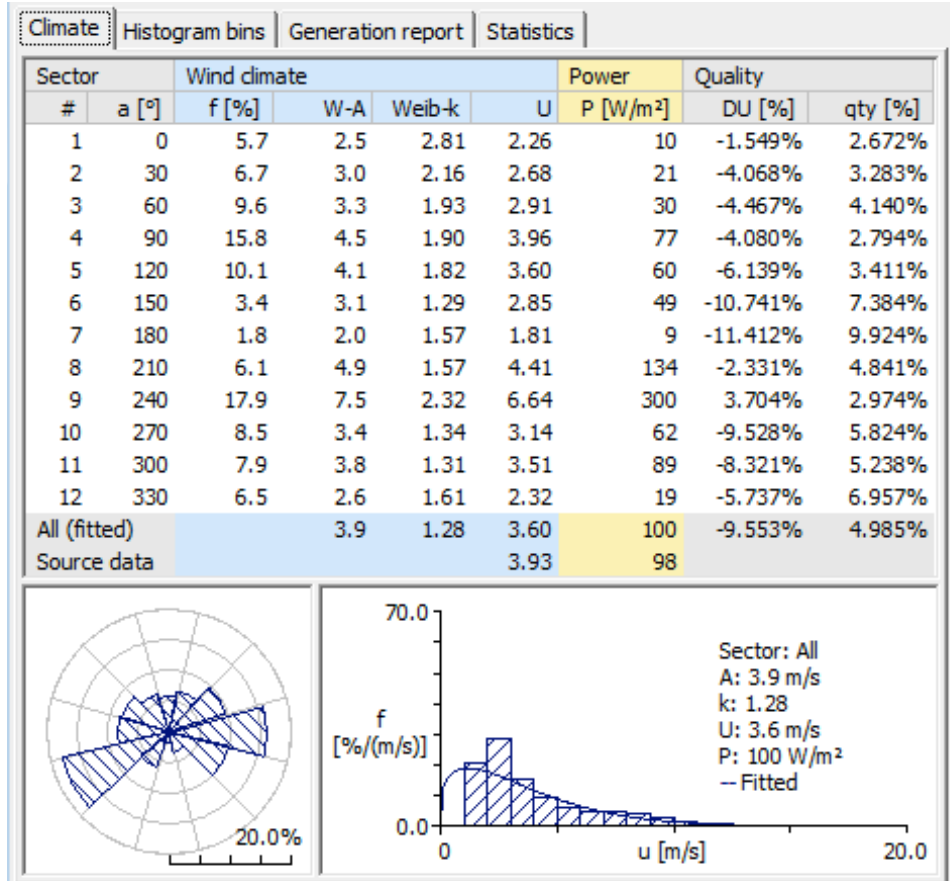 Climate Histogram bins Generation report Statistics
Sector Wind climate Power Quality
# a [°] f [%] W-A Weib-k U P [W/m²] DU [%] qty [%]
1 0 5.7 2.5 2.81 2.26 10 -1.549% 2.672%
2 30 6.7 3.0 2.16 2.68 21 -4.068% 3.283%
3 60 9.6 3.3 1.93 2.91 30 -4.467% 4.140%
4 90 15.8 4.5 1.90 3.96 77 -4.080% 2.794%
5 120 10.1 4.1 1.82 3.60 60 -6.139% 3.411%
6 150 3.4 3.1 1.29 2.85 49 -10.741% 7.384%
7 180 1.8 2.0 1.57 1.81 9 -11.412% 9.924%
8 210 6.1 4.9 1.57 4.41 134 -2.331% 4.841%
9 240 17.9 7.5 2.32 6.64 300 3.704% 2.974%
10 270 8.5 3.4 1.34 3.14 62 -9.528% 5.824%
11 300 7.9 3.8 1.31 3.51 89 -8.321% 5.238%
12 330 6.5 2.6 1.61 2.32 19 -5.737% 6.957%
All (fitted) 3.9 1.28 3.60 100 -9.553% 4.985%
Source data 3.93 98
20.0%
70.0
f
[%/(m/s)]
0.0
0 u [m/s] 20.0
Sector: All
A: 3.9 m/s
k: 1.28
U: 3.6 m/s
P: 100 W/m²
-- Fitted